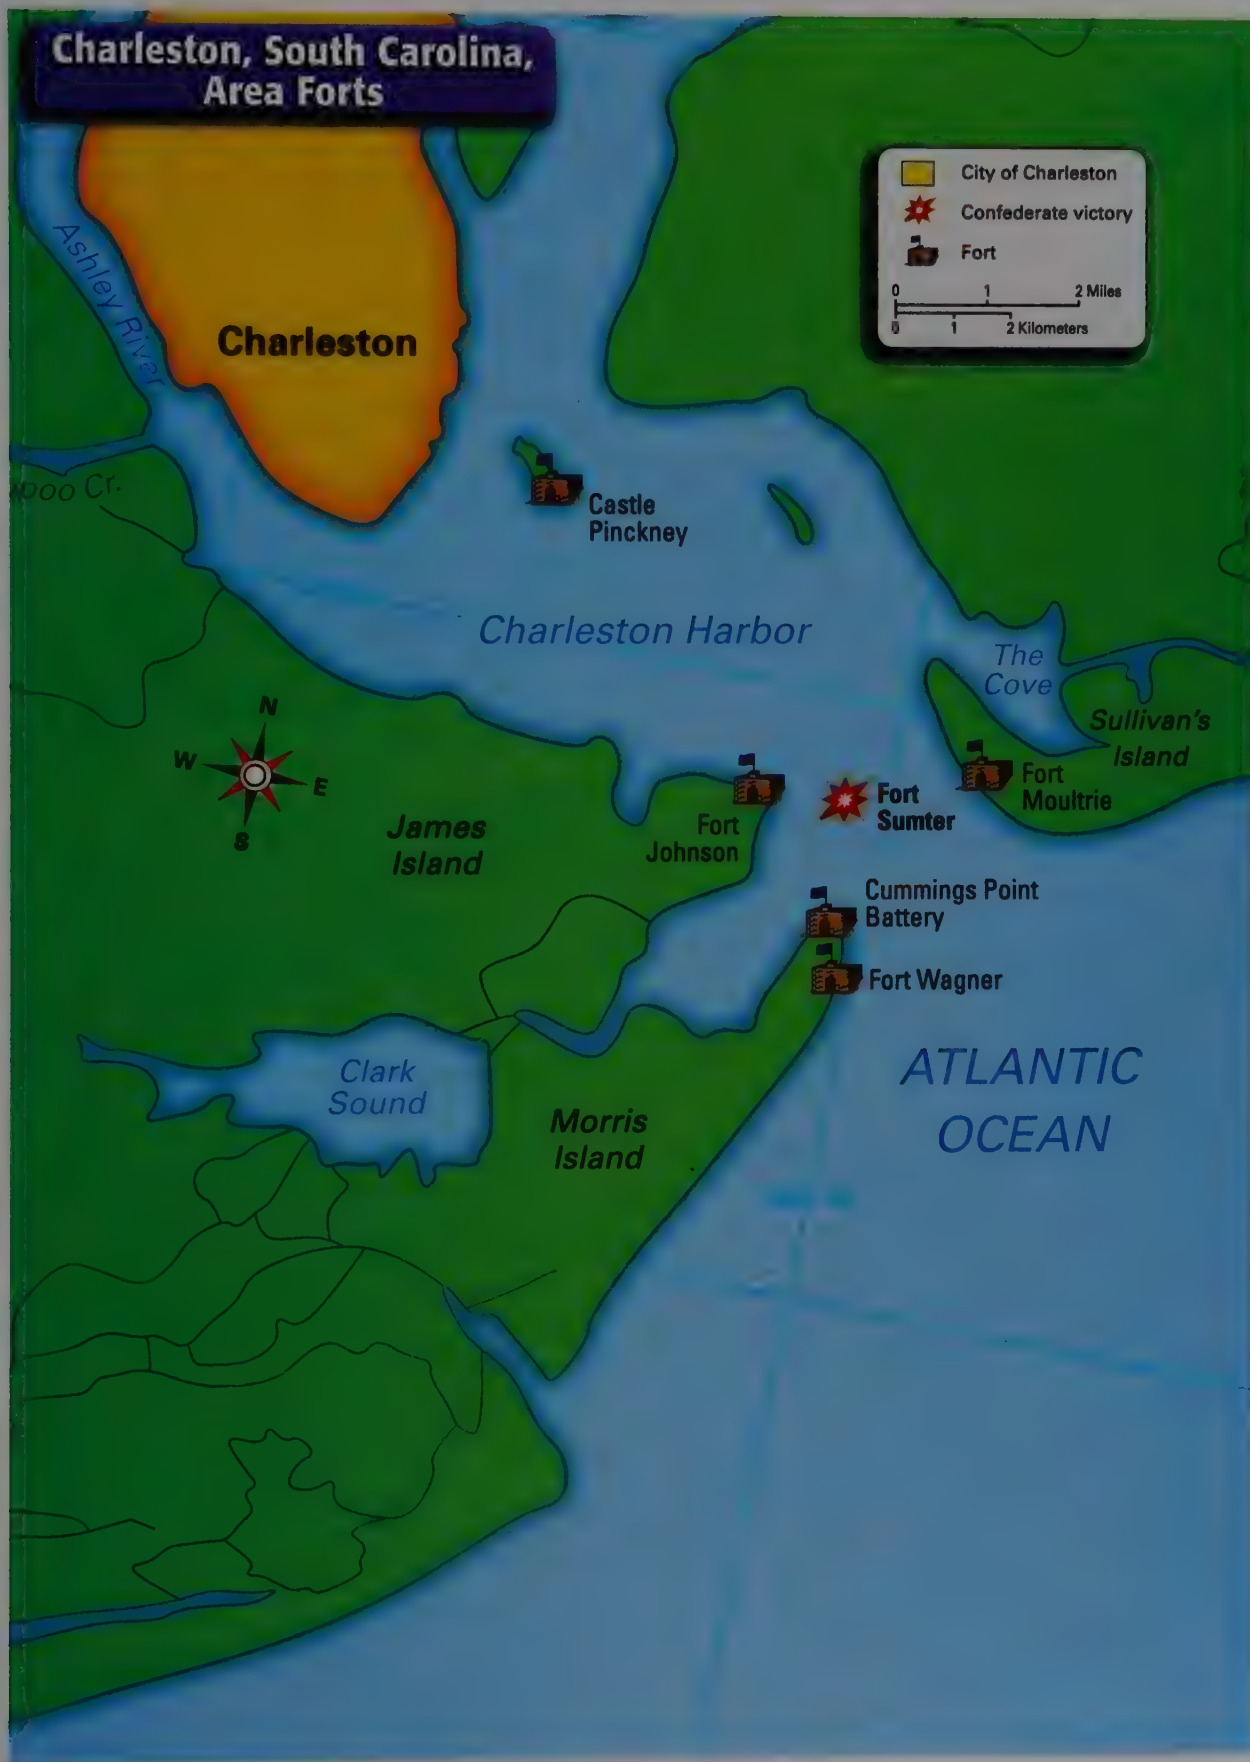 Charleston, South Carolina,
Area Forts
City of Charleston
Confederate victory
Fort
0 1 2 Miles
0 1 2 Kilometers
Ashley River
Charleston
Cr.
Castle
Pinckney
Charleston Harbor
The
Cove
Sullivan's
Island
N
W
E
S
Fort
Moultrie
Fort
Sumter
Fort
Johnson
James
Island
Cummings Point
Battery
Fort Wagner
Clark
Sound
Morris
Island
ATLANTIC
OCEAN